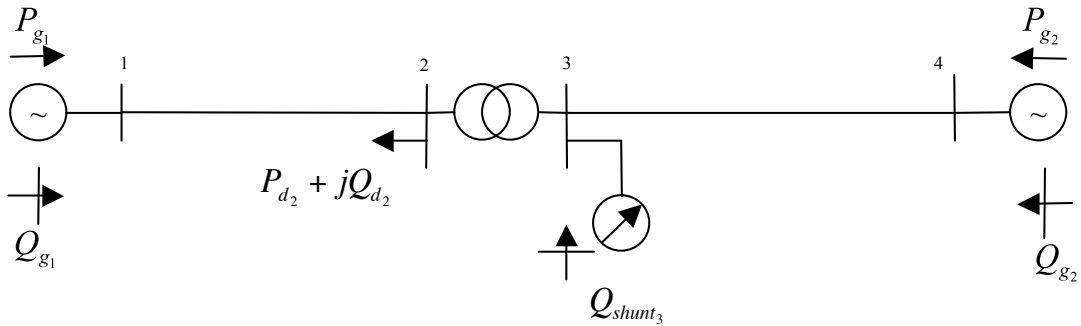 P_{g_1}
P_{g_2}
1
2
3
4
~
~
P_{d_2} + jQ_{d_2}
Q_{g_1}
Q_{g_2}
Q_{shunt_3}